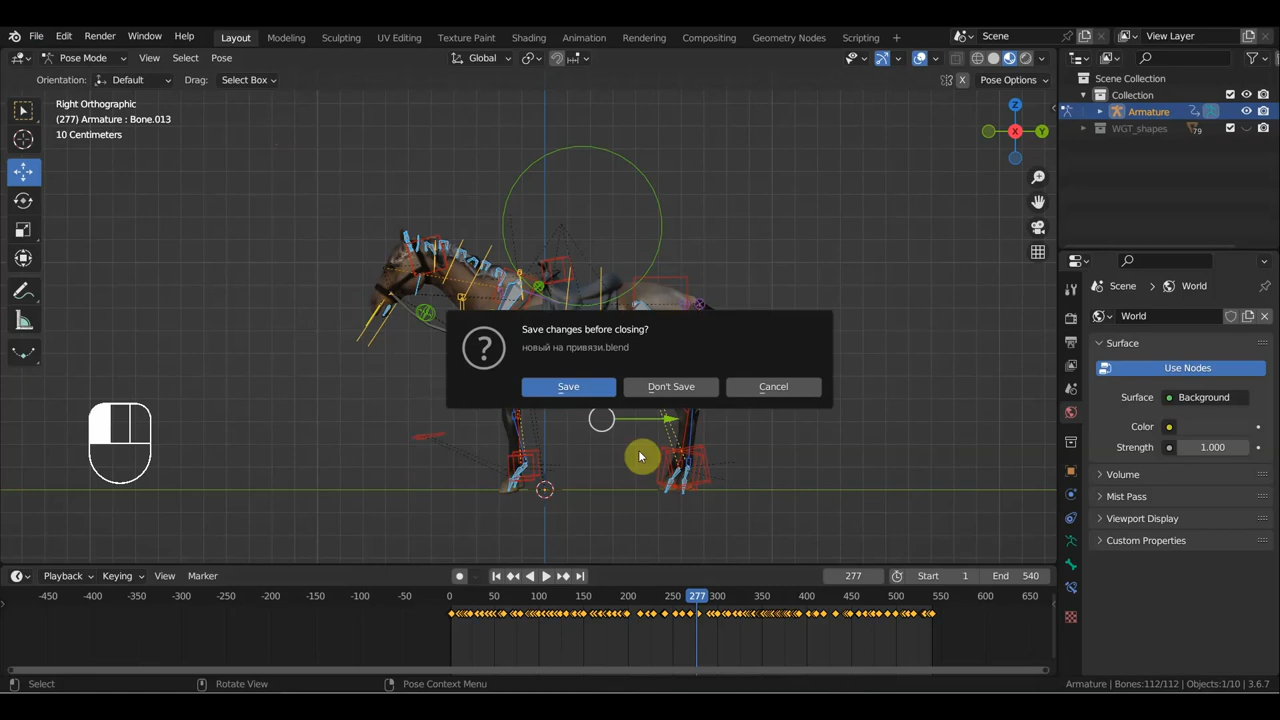 File Edit Render Window Help Layout Modeling Sculpting UV Editing Texture Paint Shading Animation Rendering Compositing Geometry Nodes Scripting + Scene View Layer
Pose Mode View Select Pose Global
Orientation: Default Drag: Select Box X Pose Options
Right Orthographic
(277) Armature : Bone.013
10 Centimeters
Z
Y
X
Scene Collection
Collection
Armature
WGT_shapes 79
Scene World
World
Surface
Use Nodes
Surface: Background
Color:
Strength: 1.000
Volume
Mist Pass
Viewport Display
Custom Properties
Save changes before closing?
новый на привязи.blend
Save Don't Save Cancel
Playback Keying View Marker 277 Start 1 End 540
-450 -400 -350 -300 -250 -200 -150 -100 -50 0 50 100 150 200 250 277 300 350 400 450 500 550 600 650
Select Rotate View Pose Context Menu Armature | Bones:112/112 | Objects:1/10 | 3.6.7